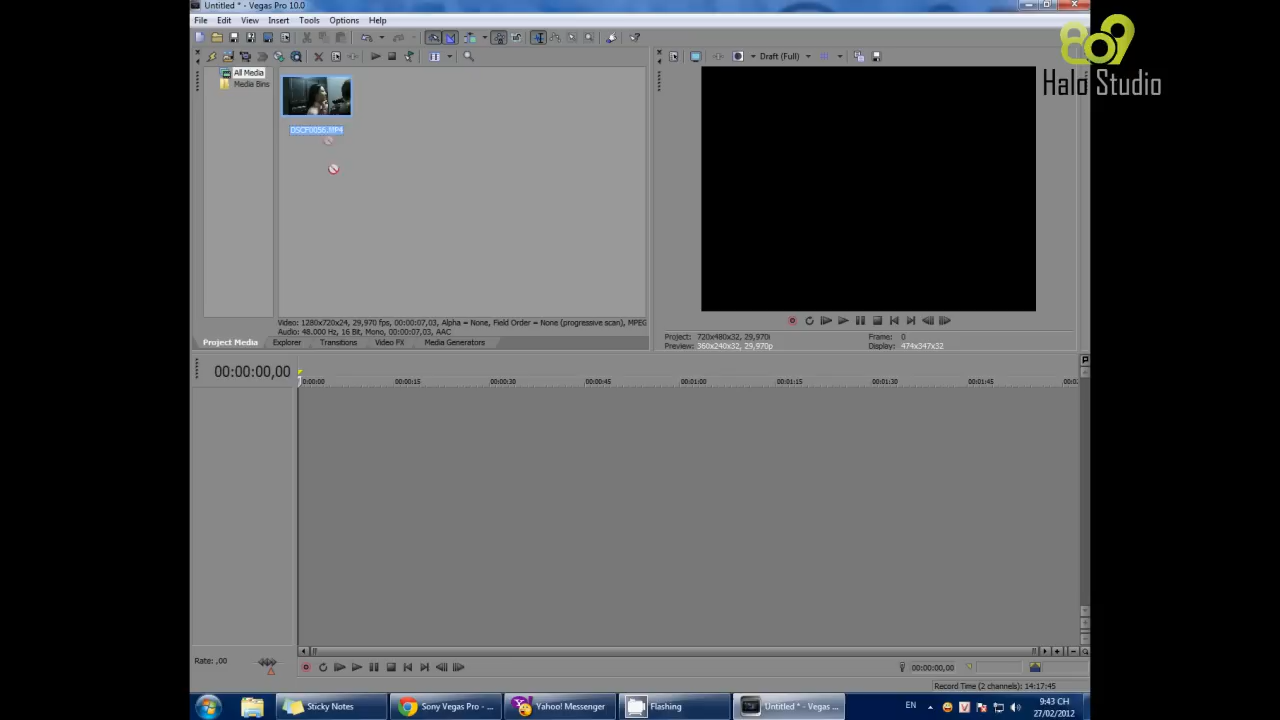 Untitled * - Vegas Pro 10.0
File Edit View Insert Tools Options Help
Draft (Full)
Halo Studio
All Media
Media Bins
DSCF0056.MP4
Video: 1280x720x24, 29,970 fps, 00:00:07,03, Alpha = None, Field Order = None (progressive scan), MPEG
Audio: 48.000 Hz, 16 Bit, Mono, 00:00:07,03, AAC
Project Media Explorer Transitions Video FX Media Generators
Project: 720x480x32, 29,970i
Frame: 0
Preview: 360x240x32, 29,970p
Display: 474x347x32
00:00:00,00
00:00:00 00:00:15 00:00:30 00:00:45 00:01:00 00:01:15 00:01:30 00:01:45
Rate: ,00
00:00:00,00
Record Time (2 channels): 14:17:45
Sticky Notes
Sony Vegas Pro - ...
Yahoo! Messenger
Flashing
Untitled * - Vegas ...
EN
9:43 CH
27/02/2012